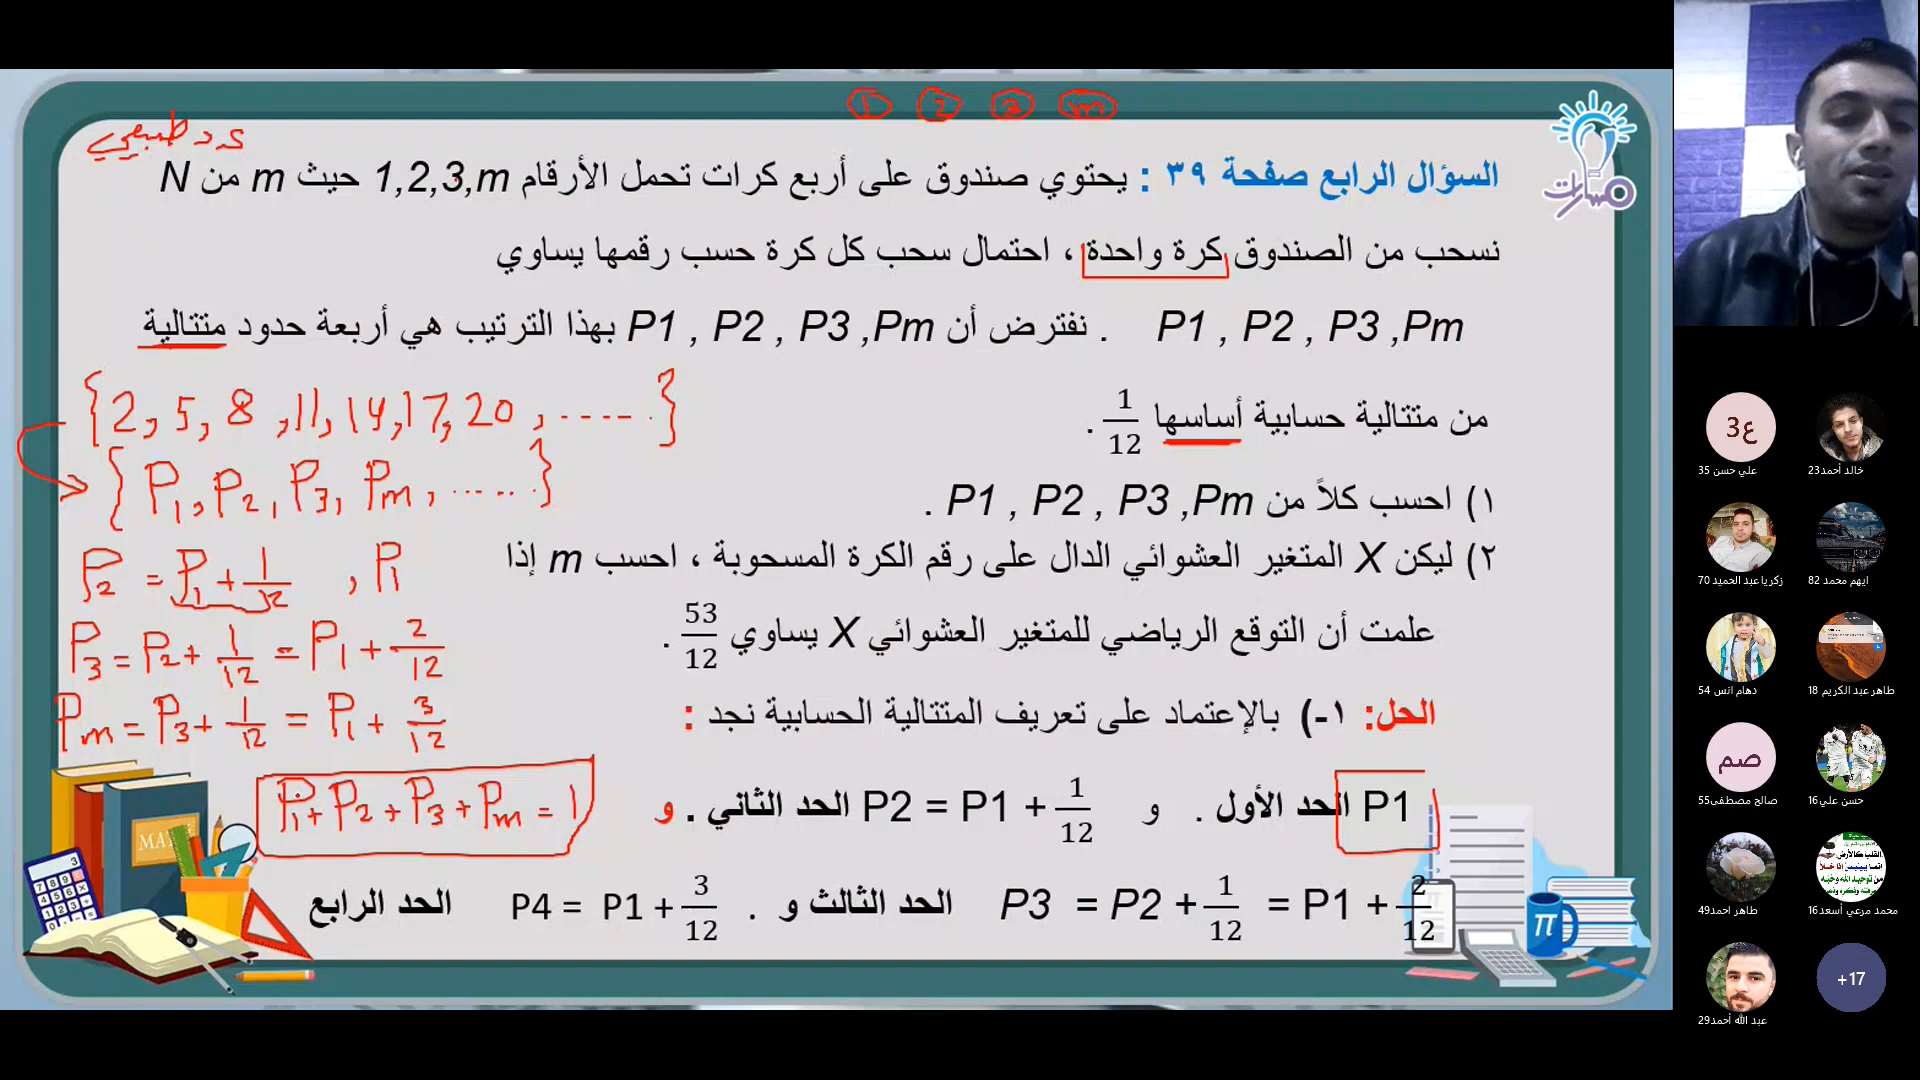 1 2 3 m
عدد طبيعي
السؤال الرابع صفحة ٣٩ : يحتوي صندوق على أربع كرات تحمل الأرقام 1,2,3,m حيث m من N
نسحب من الصندوق كرة واحدة ، احتمال سحب كل كرة حسب رقمها يساوي
P1 , P2 , P3 ,Pm . نفترض أن P1 , P2 , P3 ,Pm بهذا الترتيب هي أربعة حدود متتالية
من متتالية حسابية أساسها 1/12 .
١) احسب كلاً من P1 , P2 , P3 ,Pm .
٢) ليكن X المتغير العشوائي الدال على رقم الكرة المسحوبة ، احسب m إذا
علمت أن التوقع الرياضي للمتغير العشوائي X يساوي 53/12 .
الحل: ١-) بالإعتماد على تعريف المتتالية الحسابية نجد :
P1 الحد الأول . و P2 = P1 + 1/12 الحد الثاني . و
P3 = P2 + 1/12 = P1 + 2/12 الحد الثالث و . P4 = P1 + 3/12 الحد الرابع
{2, 5, 8, 11, 14, 17, 20, ......}
{P1, P2, P3, Pm, ......}
P2 = P1 + 1/12 , P1
P3 = P2 + 1/12 = P1 + 2/12
Pm = P3 + 1/12 = P1 + 3/12
P1 + P2 + P3 + Pm = 1
مسارات
MATH
π
ع3
علي حسن 35
خالد أحمد23
زكريا عبد الحميد 70
ايهم محمد 82
دهام انس 54
طاهر عبد الكريم 18
صم
صالح مصطفى55
حسن علي16
طاهر احمد49
محمد مرعي أسعد16
عبد الله أحمد29
+17